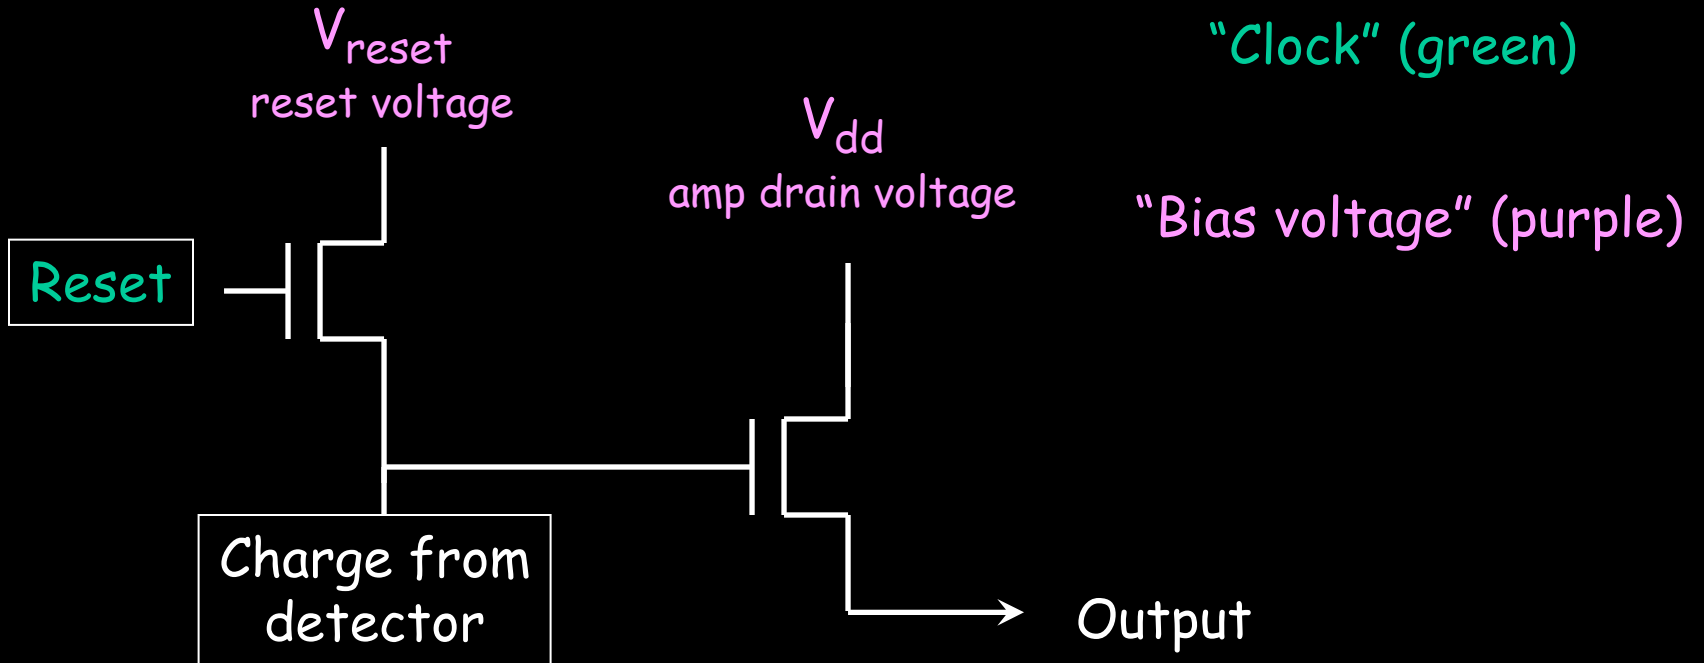 Vreset
reset voltage
“Clock” (green)
Vdd
amp drain voltage
“Bias voltage” (purple)
Reset
Charge from
detector
Output